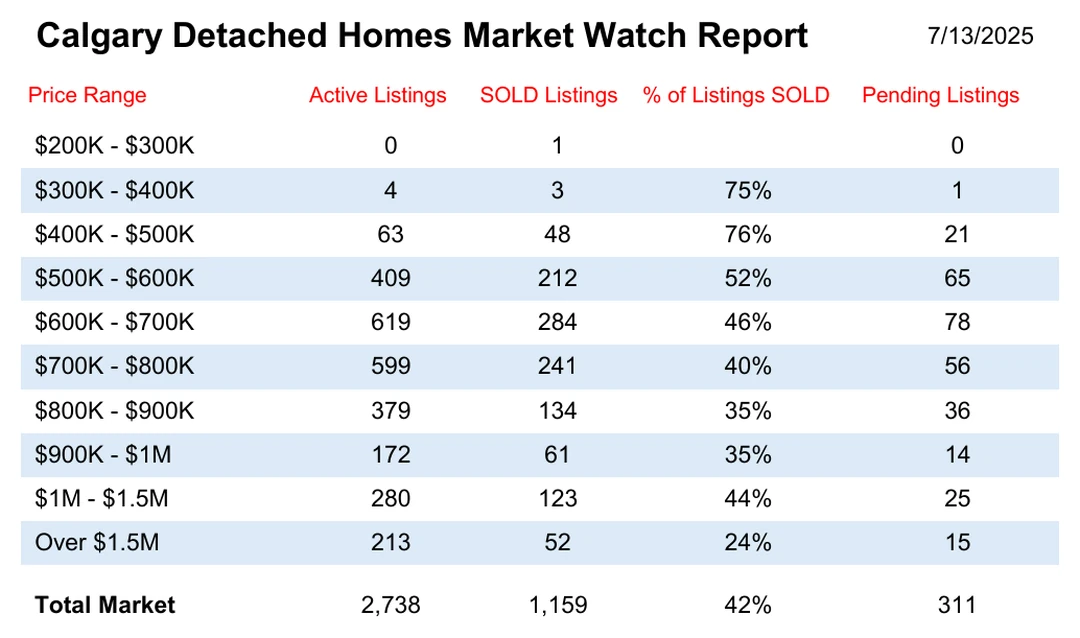 Calgary Detached Homes Market Watch Report 7/13/2025
Price Range Active Listings SOLD Listings % of Listings SOLD Pending Listings
$200K - $300K 0 1 0
$300K - $400K 4 3 75% 1
$400K - $500K 63 48 76% 21
$500K - $600K 409 212 52% 65
$600K - $700K 619 284 46% 78
$700K - $800K 599 241 40% 56
$800K - $900K 379 134 35% 36
$900K - $1M 172 61 35% 14
$1M - $1.5M 280 123 44% 25
Over $1.5M 213 52 24% 15
Total Market 2,738 1,159 42% 311